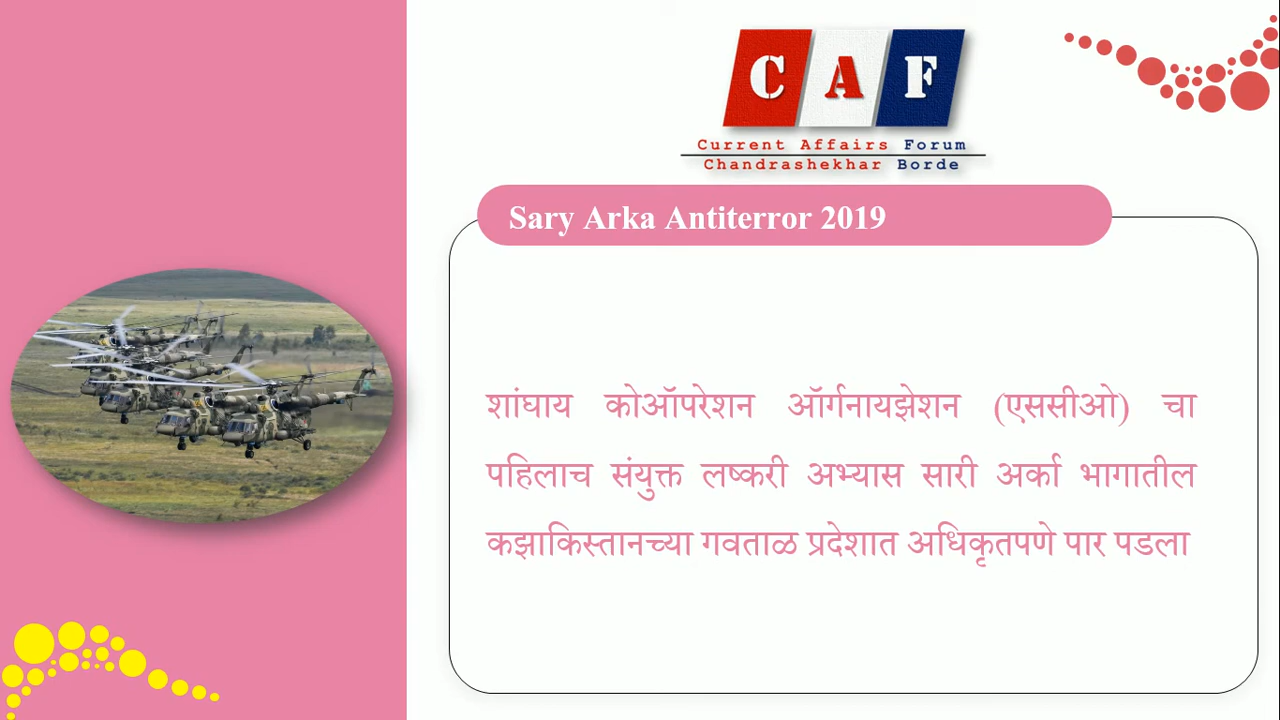 CAF
Current Affairs Forum
Chandrashekhar Borde
Sary Arka Antiterror 2019
शांघाय कोऑपरेशन ऑर्गनायझेशन (एससीओ) चा
पहिलाच संयुक्त लष्करी अभ्यास सारी अर्का भागातील
कझाकिस्तानच्या गवताळ प्रदेशात अधिकृतपणे पार पडला